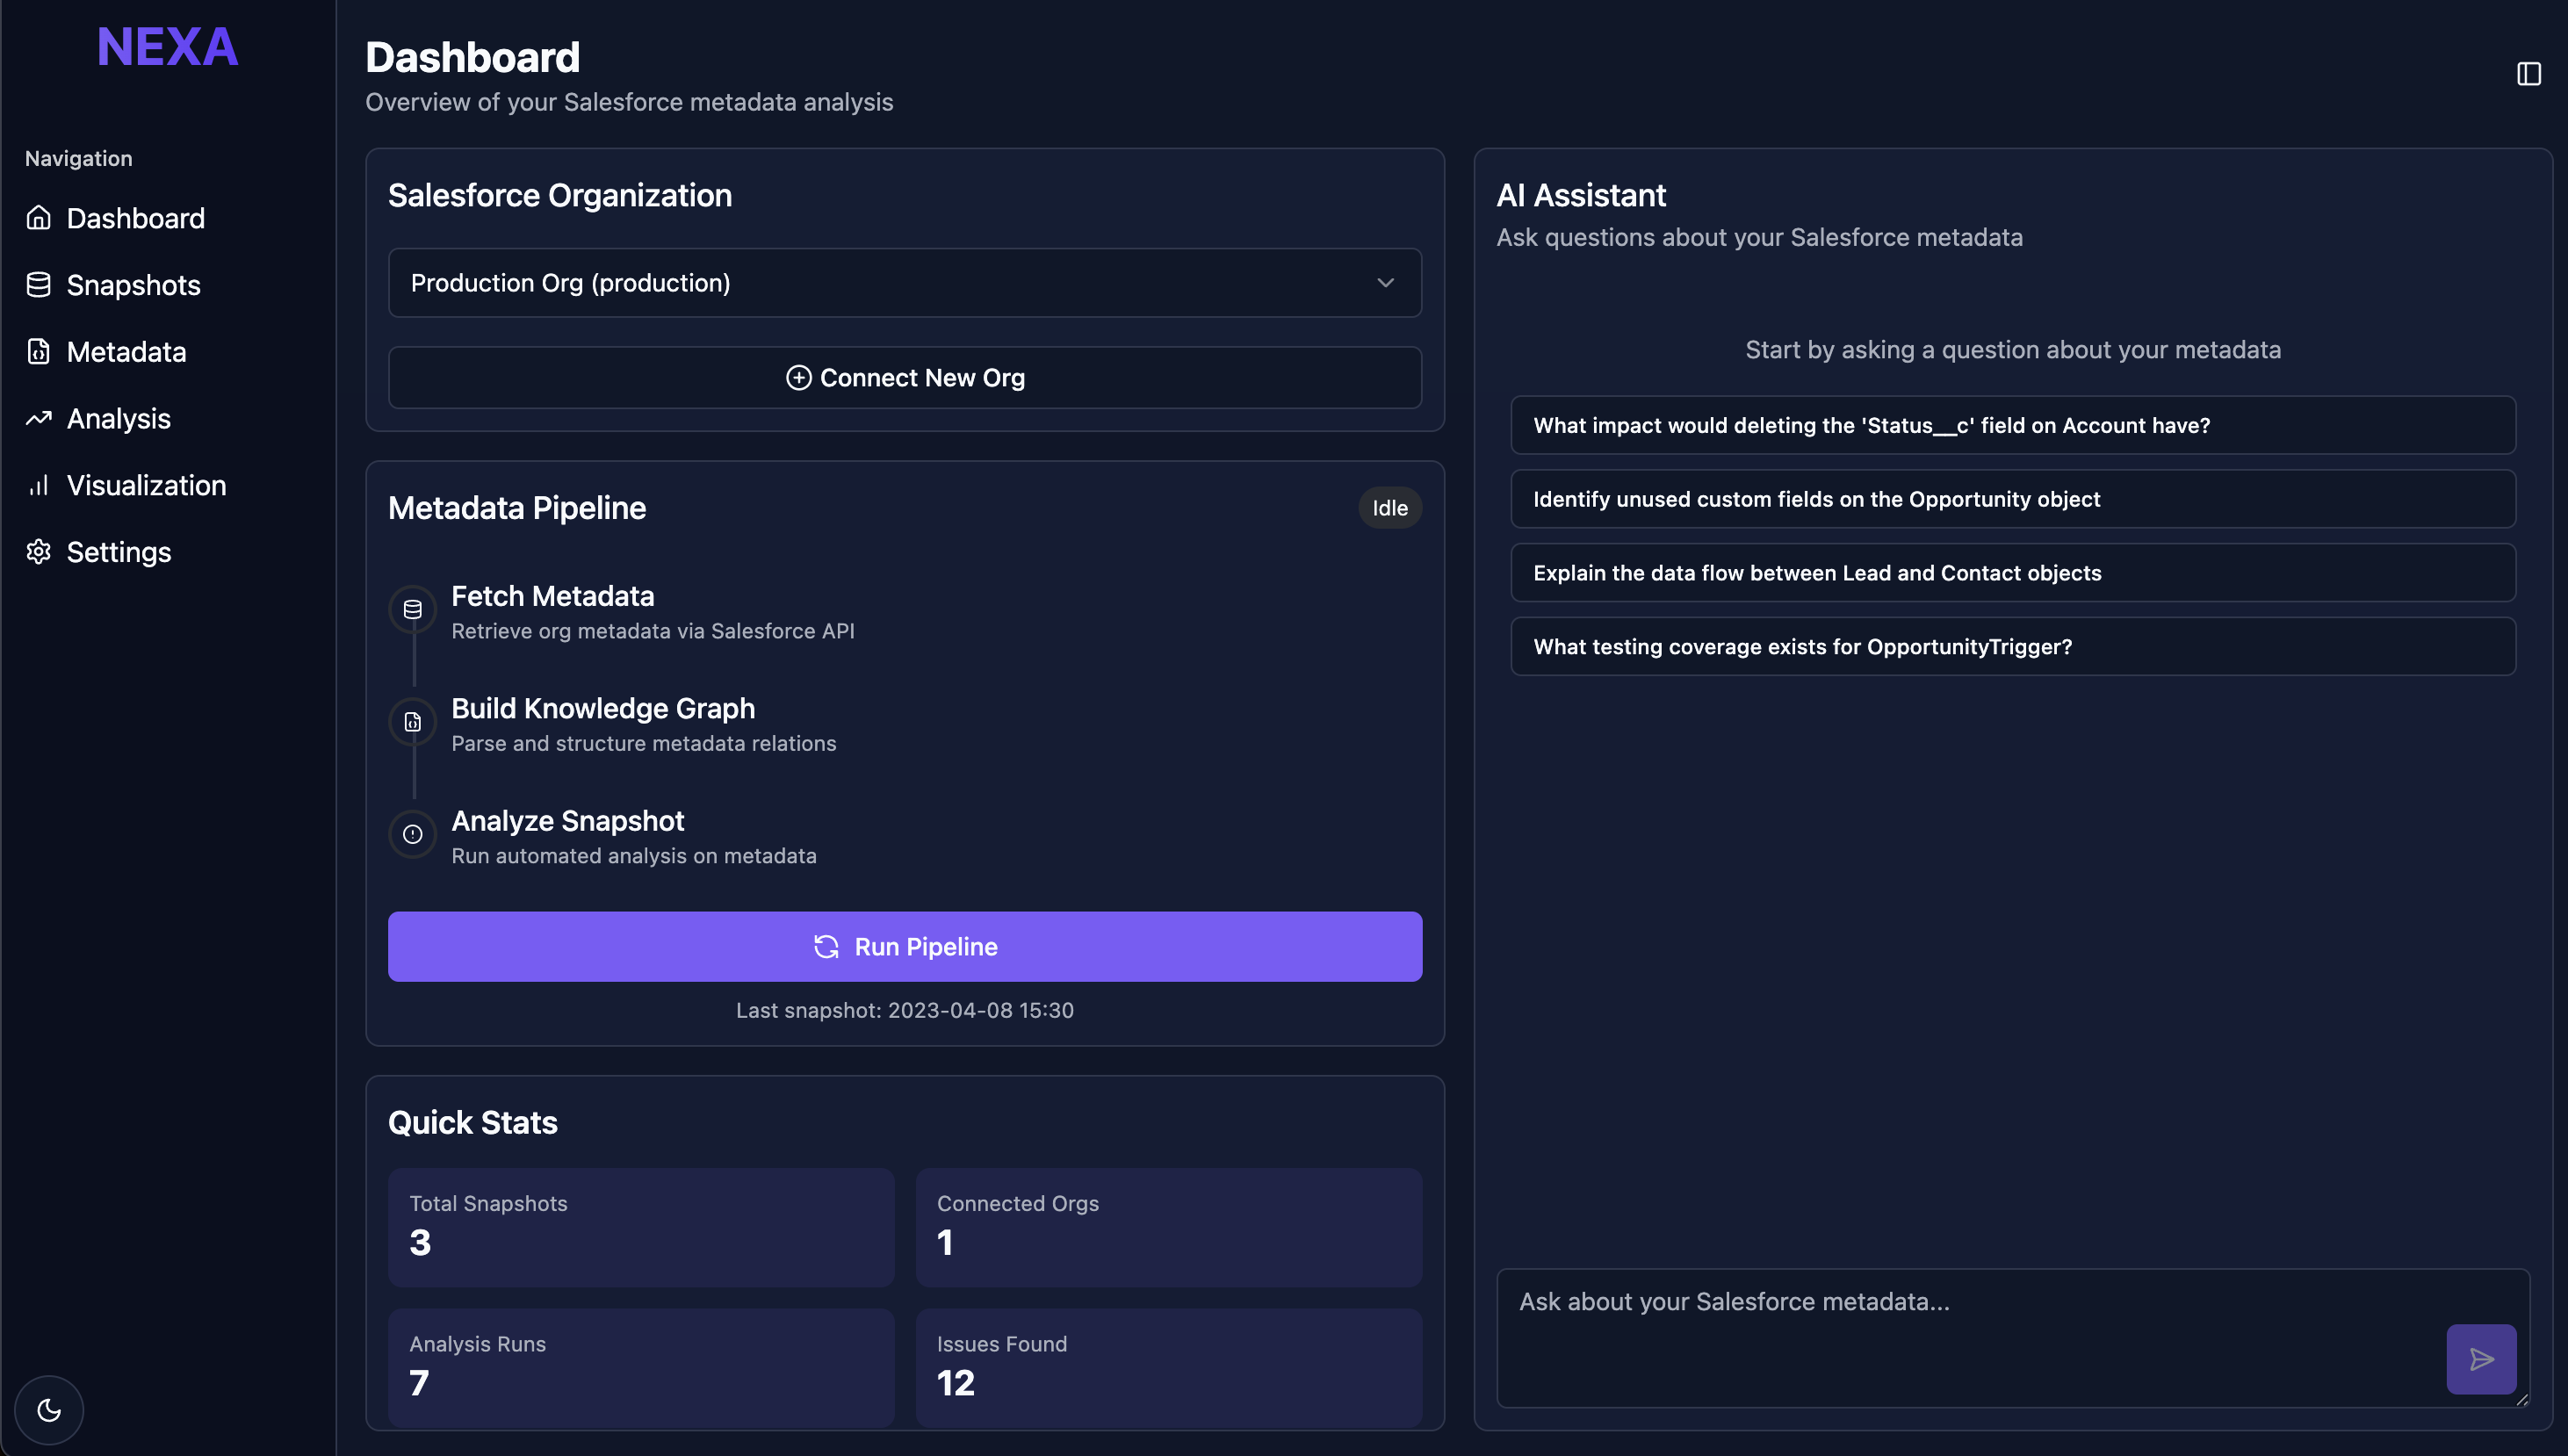 NEXA
Navigation
Dashboard
Snapshots
Metadata
Analysis
Visualization
Settings
Dashboard
Overview of your Salesforce metadata analysis
Salesforce Organization
Production Org (production)
Connect New Org
Metadata Pipeline
Idle
Fetch Metadata
Retrieve org metadata via Salesforce API
Build Knowledge Graph
Parse and structure metadata relations
Analyze Snapshot
Run automated analysis on metadata
Run Pipeline
Last snapshot: 2023-04-08 15:30
Quick Stats
Total Snapshots
3
Connected Orgs
1
Analysis Runs
7
Issues Found
12
AI Assistant
Ask questions about your Salesforce metadata
Start by asking a question about your metadata
What impact would deleting the 'Status__c' field on Account have?
Identify unused custom fields on the Opportunity object
Explain the data flow between Lead and Contact objects
What testing coverage exists for OpportunityTrigger?
Ask about your Salesforce metadata...